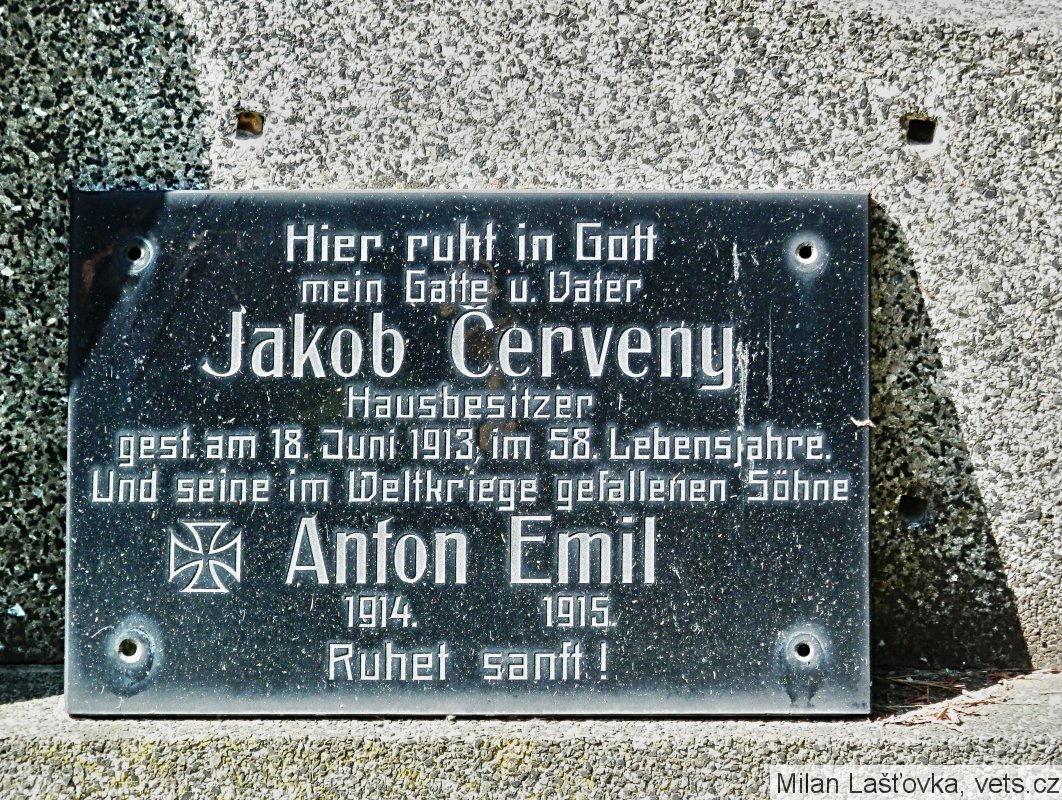 Hier ruht in Gott
mein Gatte u. Vater
Jakob Červeny
Hausbesitzer
gest. am 18. Juni 1913, im 58. Lebensjahre.
Und seine im Weltkriege gefallenen Söhne
Anton Emil
1914. 1915.
Ruhet sanft!
Milan Lašťovka, vets.cz